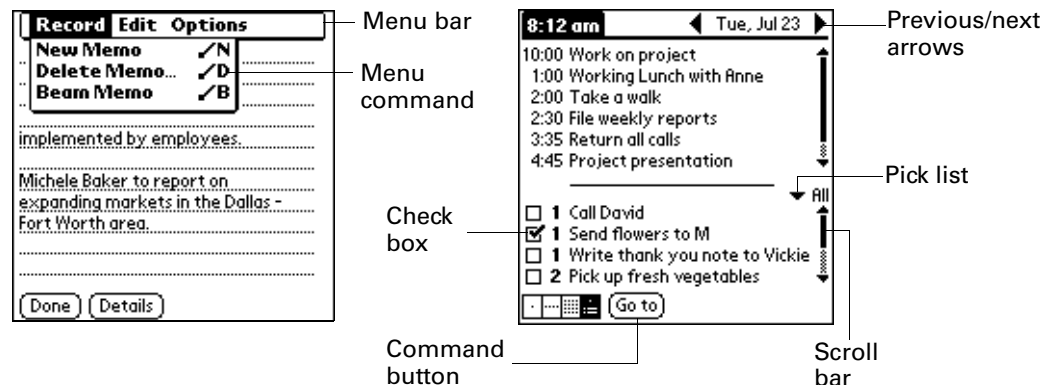 Record Edit Options
New Memo /N
Delete Memo... /D
Beam Memo /B
implemented by employees.
Michele Baker to report on
expanding markets in the Dallas -
Fort Worth area.
Done Details
Menu bar
Menu
command
8:12 am Tue, Jul 23
10:00 Work on project
1:00 Working Lunch with Anne
2:00 Take a walk
2:30 File weekly reports
3:35 Return all calls
4:45 Project presentation
All
1 Call David
1 Send flowers to M
1 Write thank you note to Vickie
2 Pick up fresh vegetables
Go to
Previous/next
arrows
Pick list
Check
box
Command
button
Scroll
bar